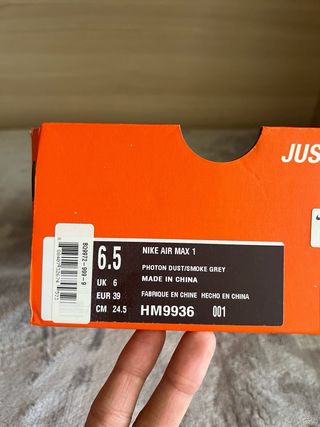 JUS
6.5
NIKE AIR MAX 1
PHOTON DUST/SMOKE GREY
UK 6
MADE IN CHINA
EUR 39
FABRIQUE EN CHINE HECHO EN CHINA
CM 24.5
HM9936 001